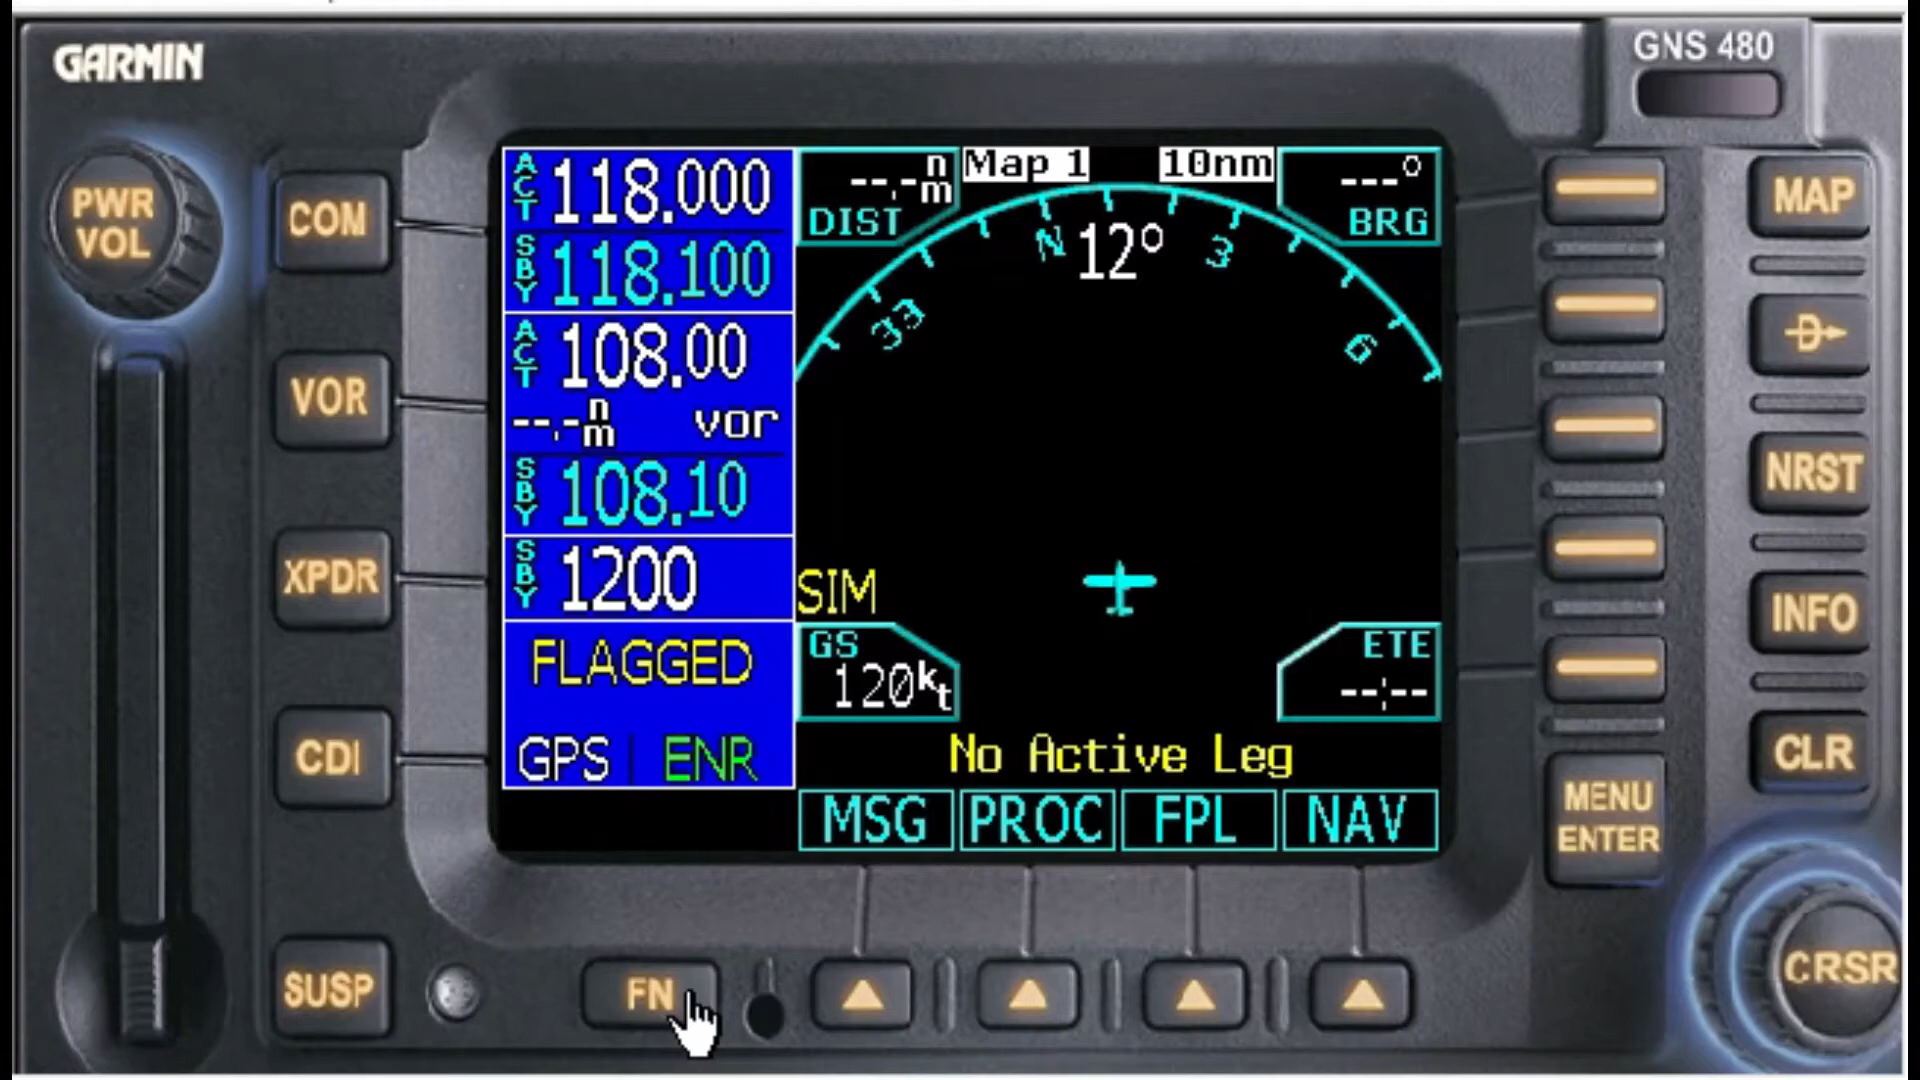 GARMIN
GNS 480
PWR
VOL
COM
VOR
XPDR
CDI
SUSP
FN
ACT 118.000
SBY 118.100
ACT 108.00
--.-nm vor
SBY 108.10
SBY 1200
FLAGGED
GPS ENR
--.-nm
DIST
Map 1
10nm
---°
BRG
33
N
12°
3
6
SIM
GS
120kt
ETE
--:--
No Active Leg
MSG PROC FPL NAV
MAP
D
NRST
INFO
CLR
MENU
ENTER
CRSR